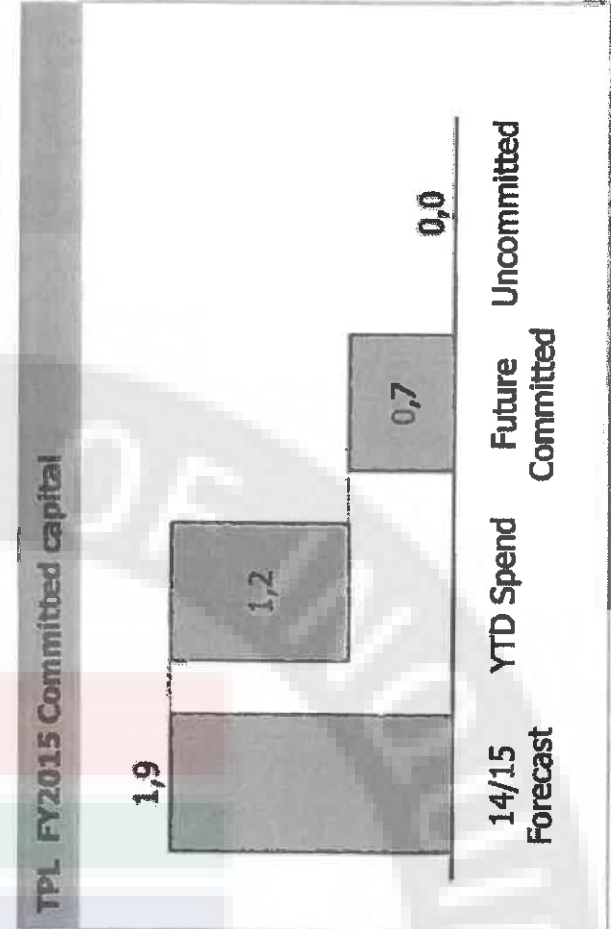 TPL FY2015 Committed capital
1,9
1,2
0,7
0,0
14/15
Forecast
YTD Spend
Future
Committed
Uncommitted